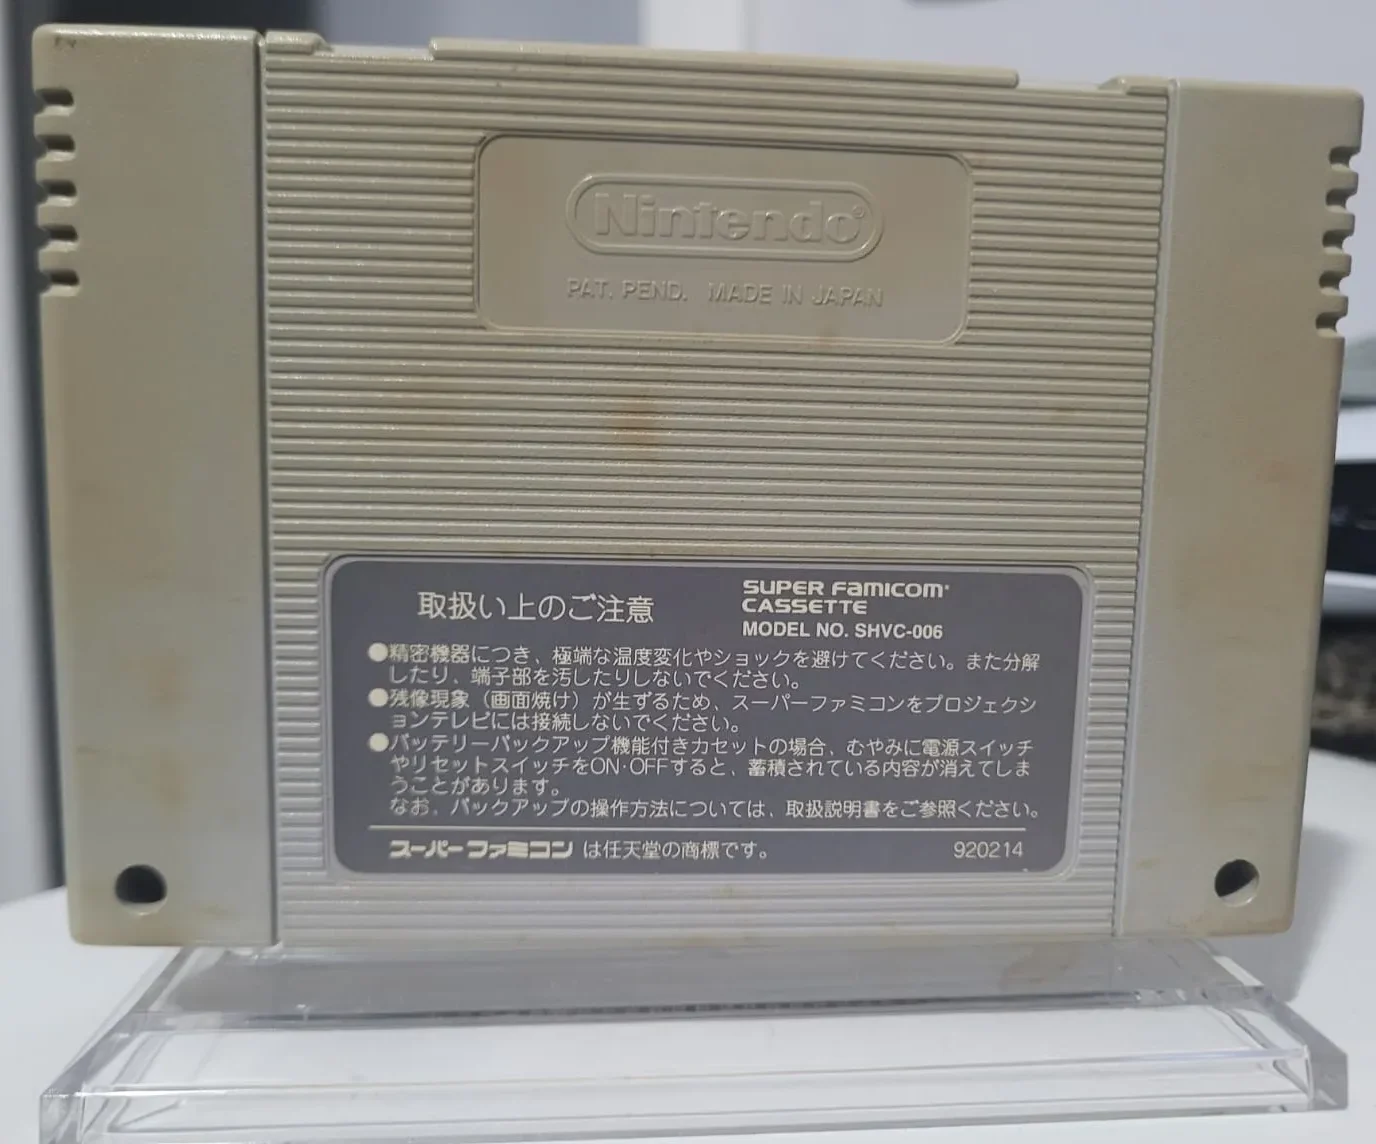 Nintendo®
PAT. PEND. MADE IN JAPAN
取扱い上のご注意
SUPER FAMICOM®
CASSETTE
MODEL NO. SHVC-006
●精密機器につき、極端な温度変化やショックを避けてください。また分解
したり、端子部を汚したりしないでください。
●残像現象（画面焼け）が生ずるため、スーパーファミコンをプロジェクシ
ョンテレビには接続しないでください。
●バッテリーバックアップ機能付きカセットの場合、むやみに電源スイッチ
やリセットスイッチをON·OFFすると、蓄積されている内容が消えてしま
うことがあります。
なお、バックアップの操作方法については、取扱説明書をご参照ください。
スーパーファミコン は任天堂の商標です。
920214